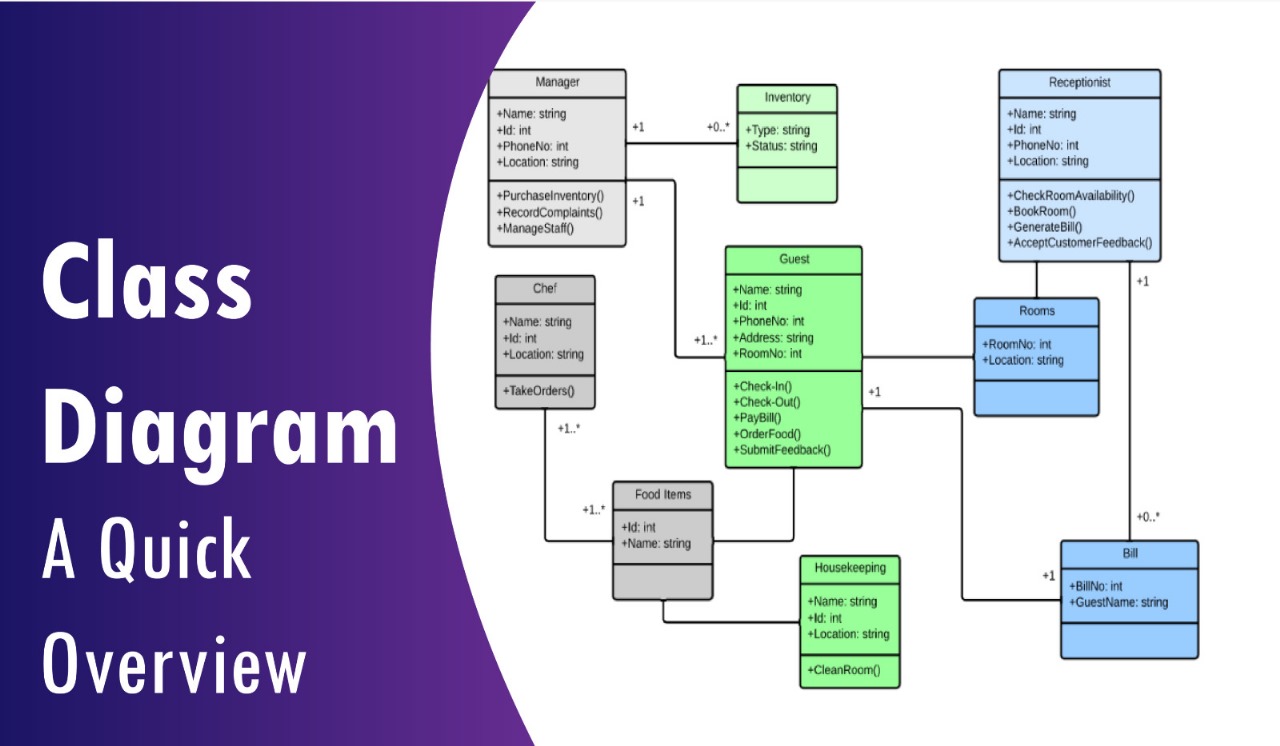 Class
Diagram
A Quick
Overview
Manager
+Name: string
+Id: int
+PhoneNo: int
+Location: string
+PurchaseInventory()
+RecordComplaints()
+ManageStaff()
+1
+0..*
+1
Inventory
+Type: string
+Status: string
Receptionist
+Name: string
+Id: int
+PhoneNo: int
+Location: string
+CheckRoomAvailability()
+BookRoom()
+GenerateBill()
+AcceptCustomerFeedback()
+1
Chef
+Name: string
+Id: int
+Location: string
+TakeOrders()
+1..*
+1..*
Guest
+Name: string
+Id: int
+PhoneNo: int
+Address: string
+RoomNo: int
+Check-In()
+Check-Out()
+PayBill()
+OrderFood()
+SubmitFeedback()
+1
Rooms
+RoomNo: int
+Location: string
+1..*
Food Items
+Id: int
+Name: string
Housekeeping
+Name: string
+Id: int
+Location: string
+CleanRoom()
+0..*
+1
Bill
+BillNo: int
+GuestName: string